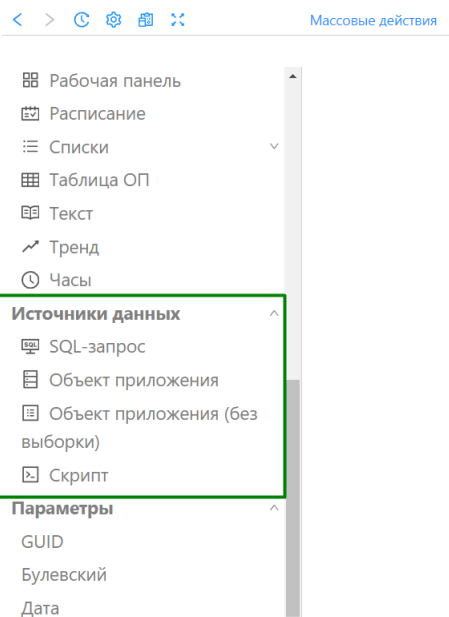 Массовые действия
Рабочая панель
Расписание
Списки
Таблица ОП
Текст
Тренд
Часы
Источники данных
SQL-запрос
Объект приложения
Объект приложения (без
выборки)
Скрипт
Параметры
GUID
Булевский
Дата